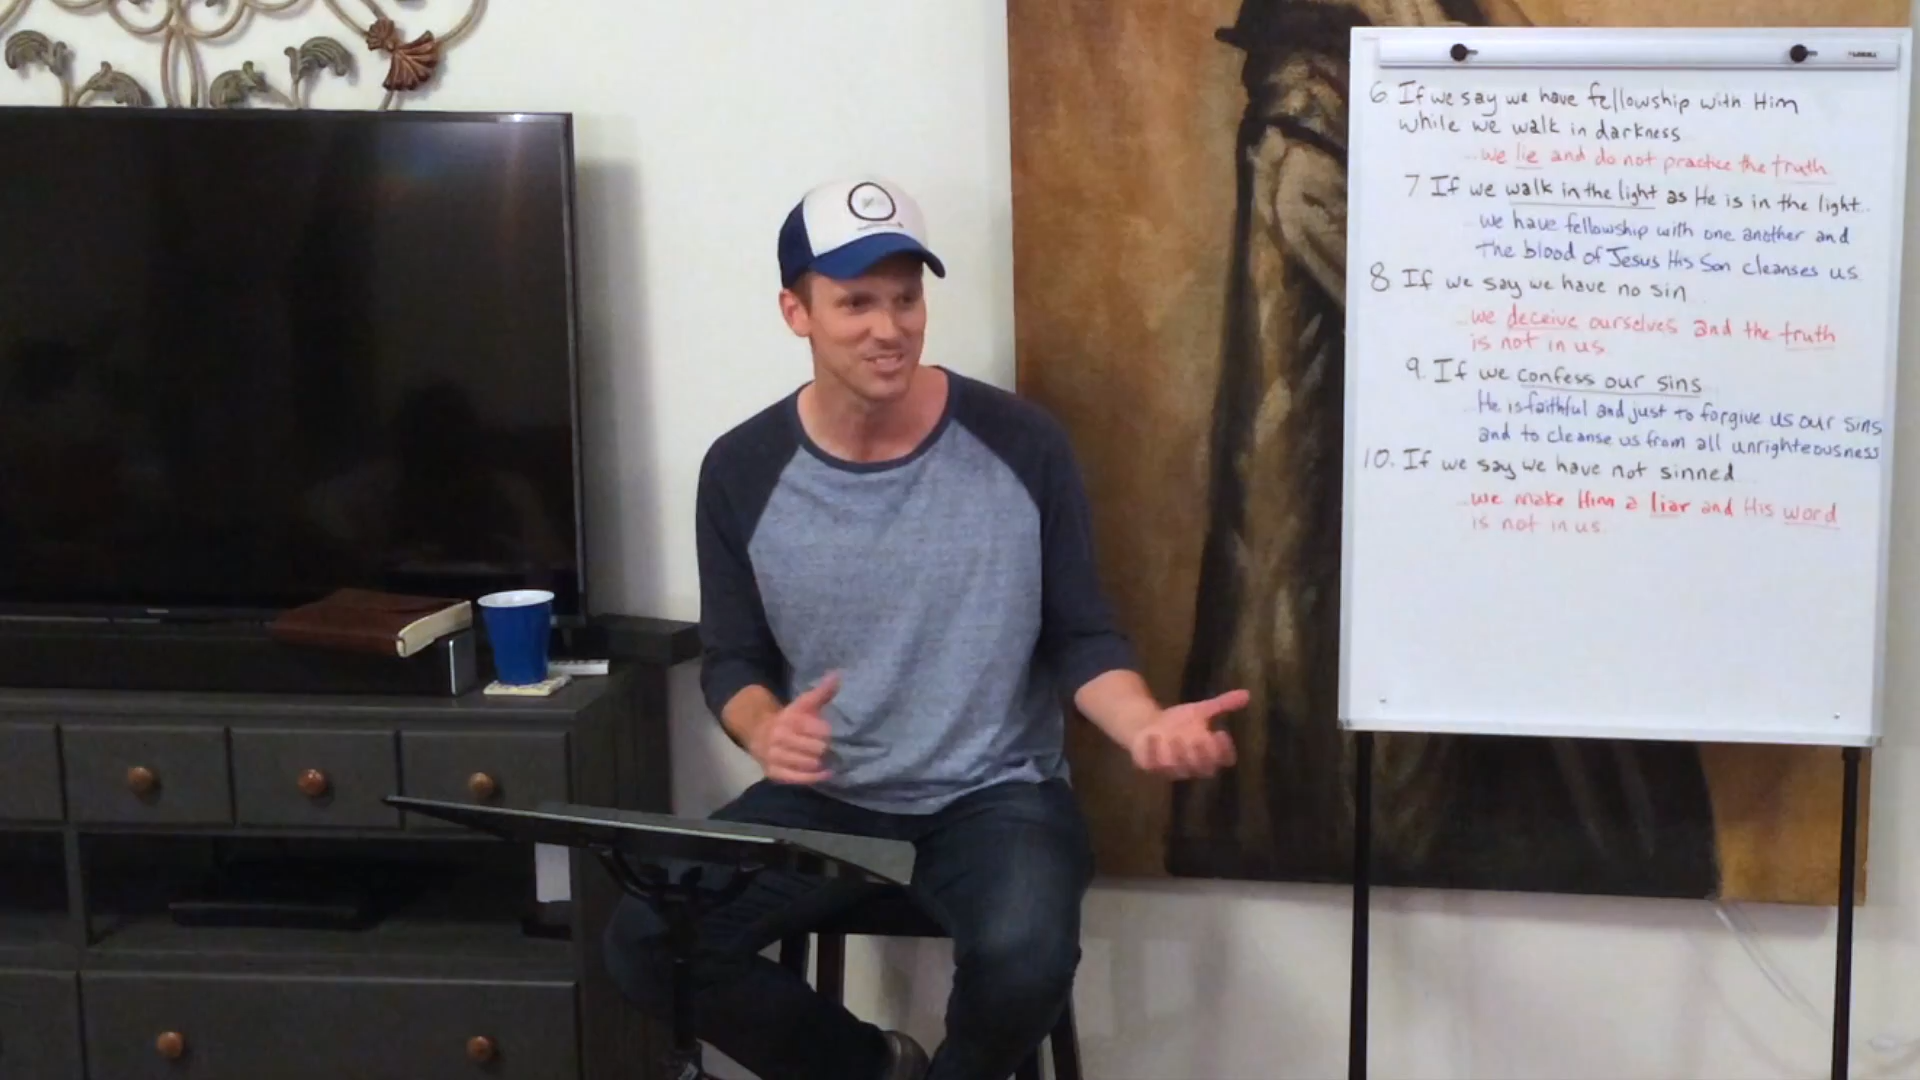 6. If we say we have fellowship with Him
while we walk in darkness
...we lie and do not practice the truth
7 If we walk in the light as He is in the light...
...we have fellowship with one another and
the blood of Jesus His Son cleanses us
8 If we say we have no sin...
...we deceive ourselves and the truth
is not in us.
9. If we confess our sins
...He is faithful and just to forgive us our sins
and to cleanse us from all unrighteousness
10. If we say we have not sinned...
...we make Him a liar and His word
is not in us.